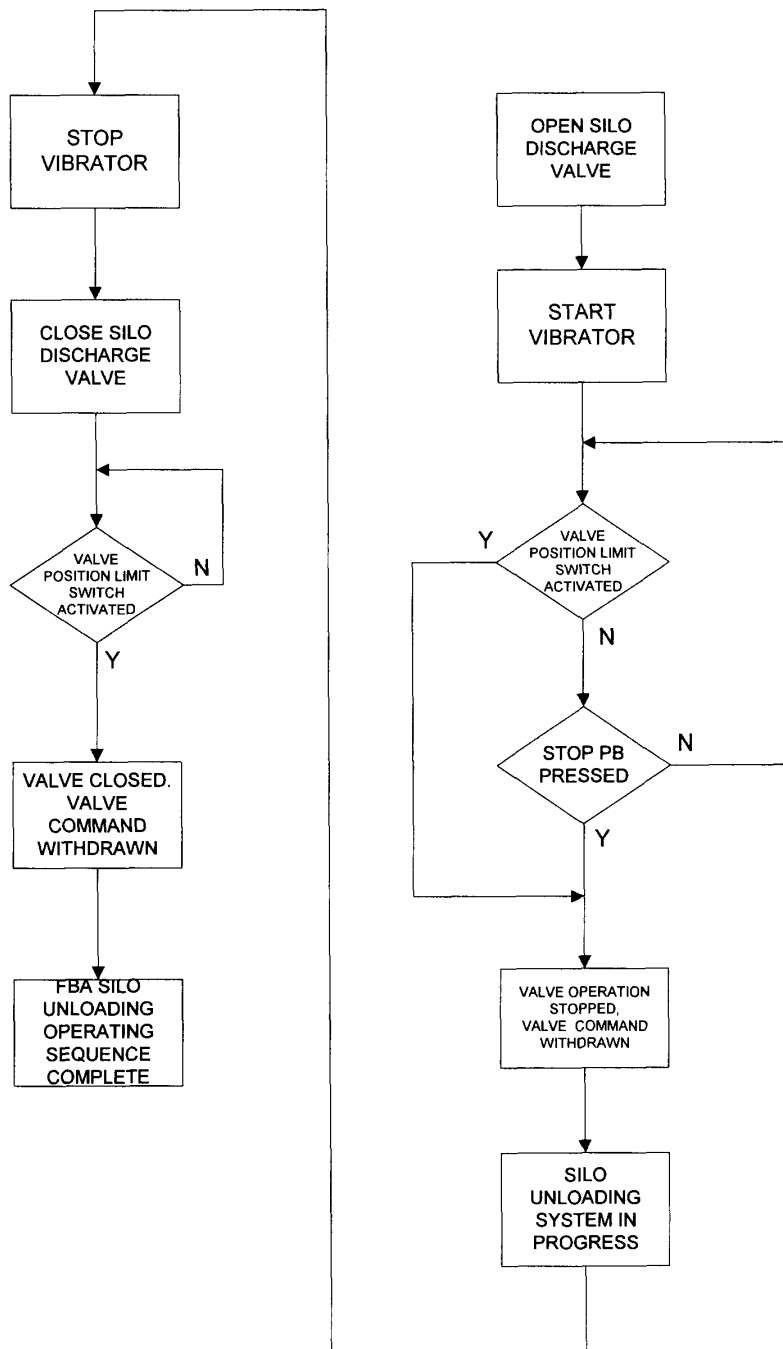 STOP
VIBRATOR
CLOSE SILO
DISCHARGE
VALVE
VALVE
POSITION LIMIT
SWITCH
ACTIVATED
N
Y
VALVE CLOSED.
VALVE
COMMAND
WITHDRAWN
FBA SILO
UNLOADING
OPERATING
SEQUENCE
COMPLETE
OPEN SILO
DISCHARGE
VALVE
START
VIBRATOR
Y
VALVE
POSITION LIMIT
SWITCH
ACTIVATED
N
STOP PB
PRESSED
N
Y
VALVE OPERATION
STOPPED,
VALVE COMMAND
WITHDRAWN
SILO
UNLOADING
SYSTEM IN
PROGRESS